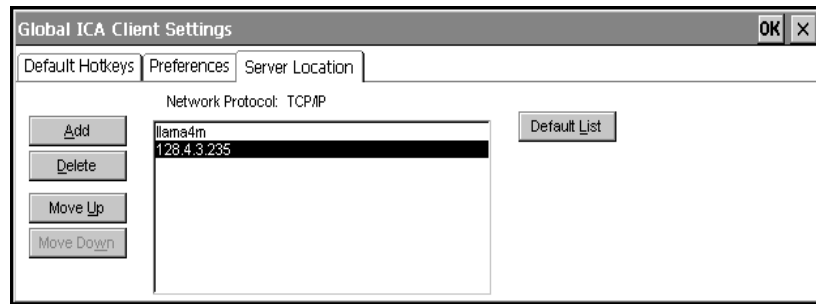 Global ICA Client Settings OK ×
Default Hotkeys Preferences Server Location
Network Protocol: TCP/IP
Add
Delete
Move Up
Move Down
llama4m
128.4.3.235
Default List